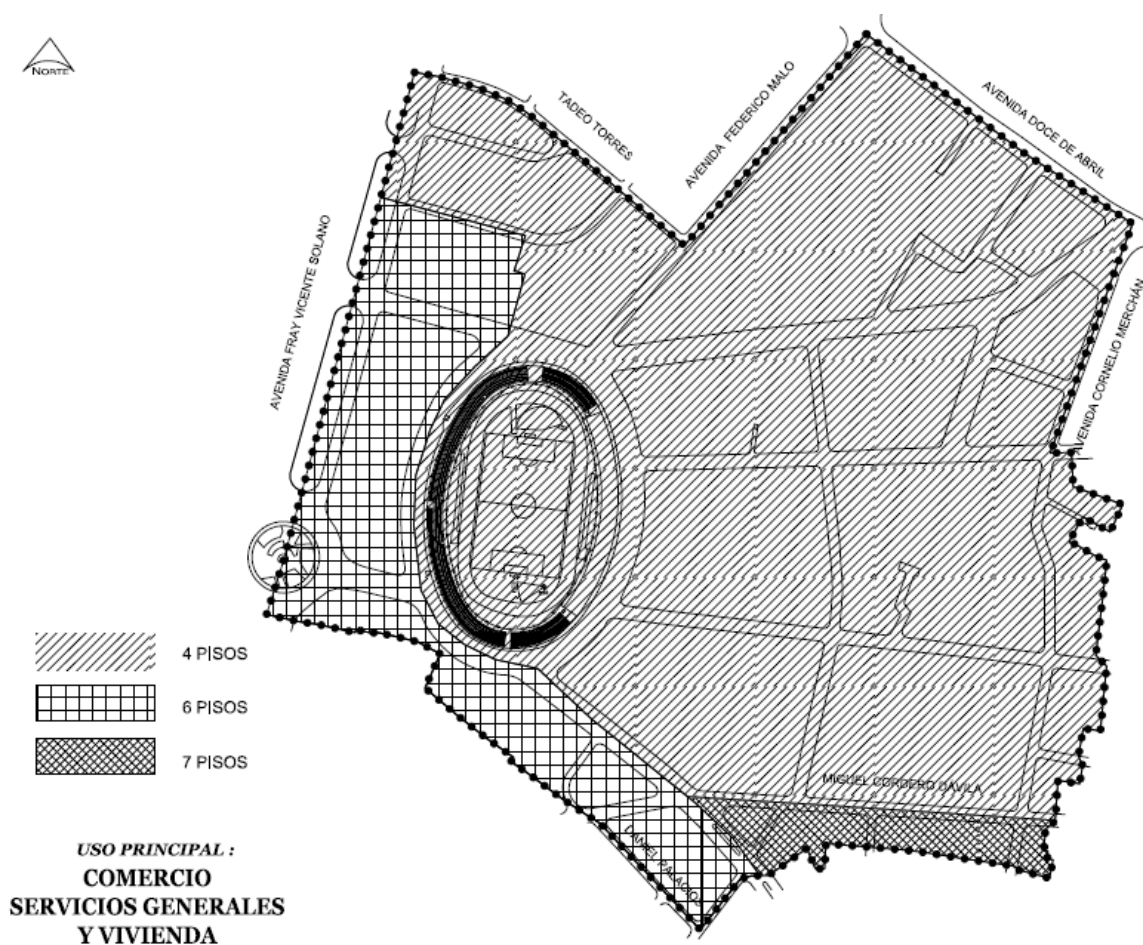 NORTE
TADEO TORRES
AVENIDA FEDERICO MALO
AVENIDA DOCE DE ABRIL
AVENIDA FRAY VICENTE SOLANO
AVENIDA CORNELIO MERCHÁN
4 PISOS
6 PISOS
7 PISOS
MIGUEL CORDERO DÁVILA
DANIEL PALACIOS
USO PRINCIPAL :
COMERCIO
SERVICIOS GENERALES
Y VIVIENDA